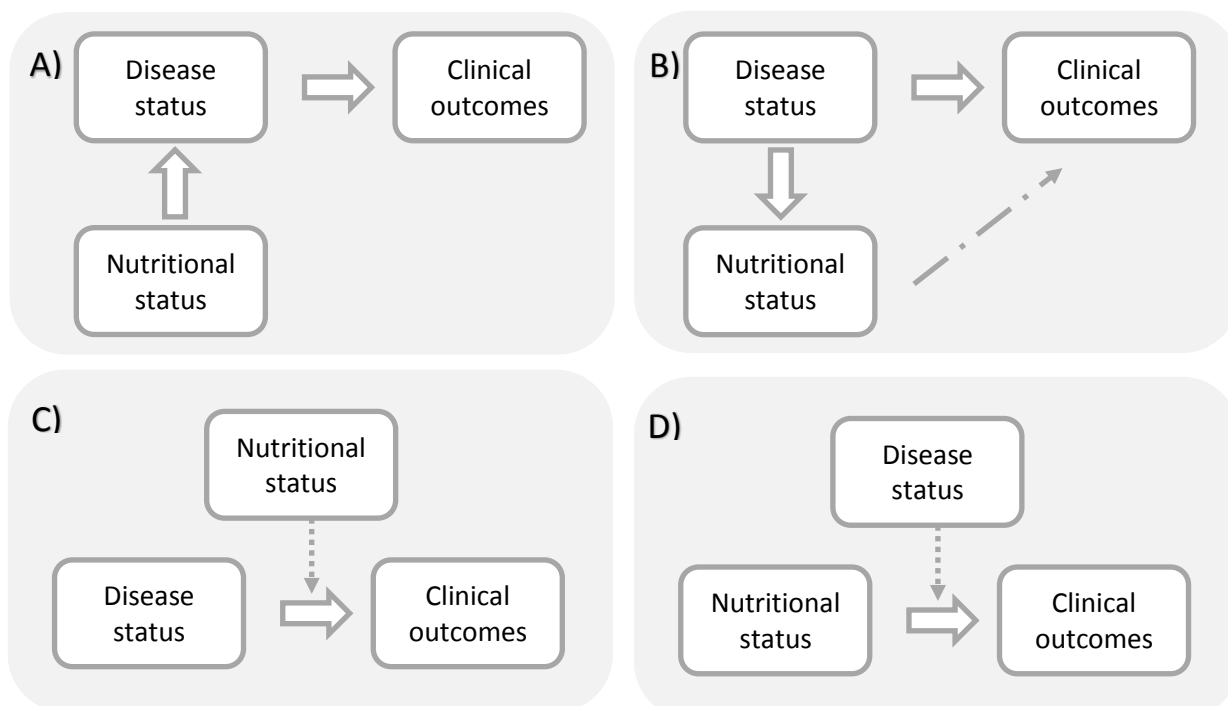 A)
Disease
status
Clinical
outcomes
Nutritional
status
B)
Disease
status
Clinical
outcomes
Nutritional
status
C)
Nutritional
status
Disease
status
Clinical
outcomes
D)
Disease
status
Nutritional
status
Clinical
outcomes